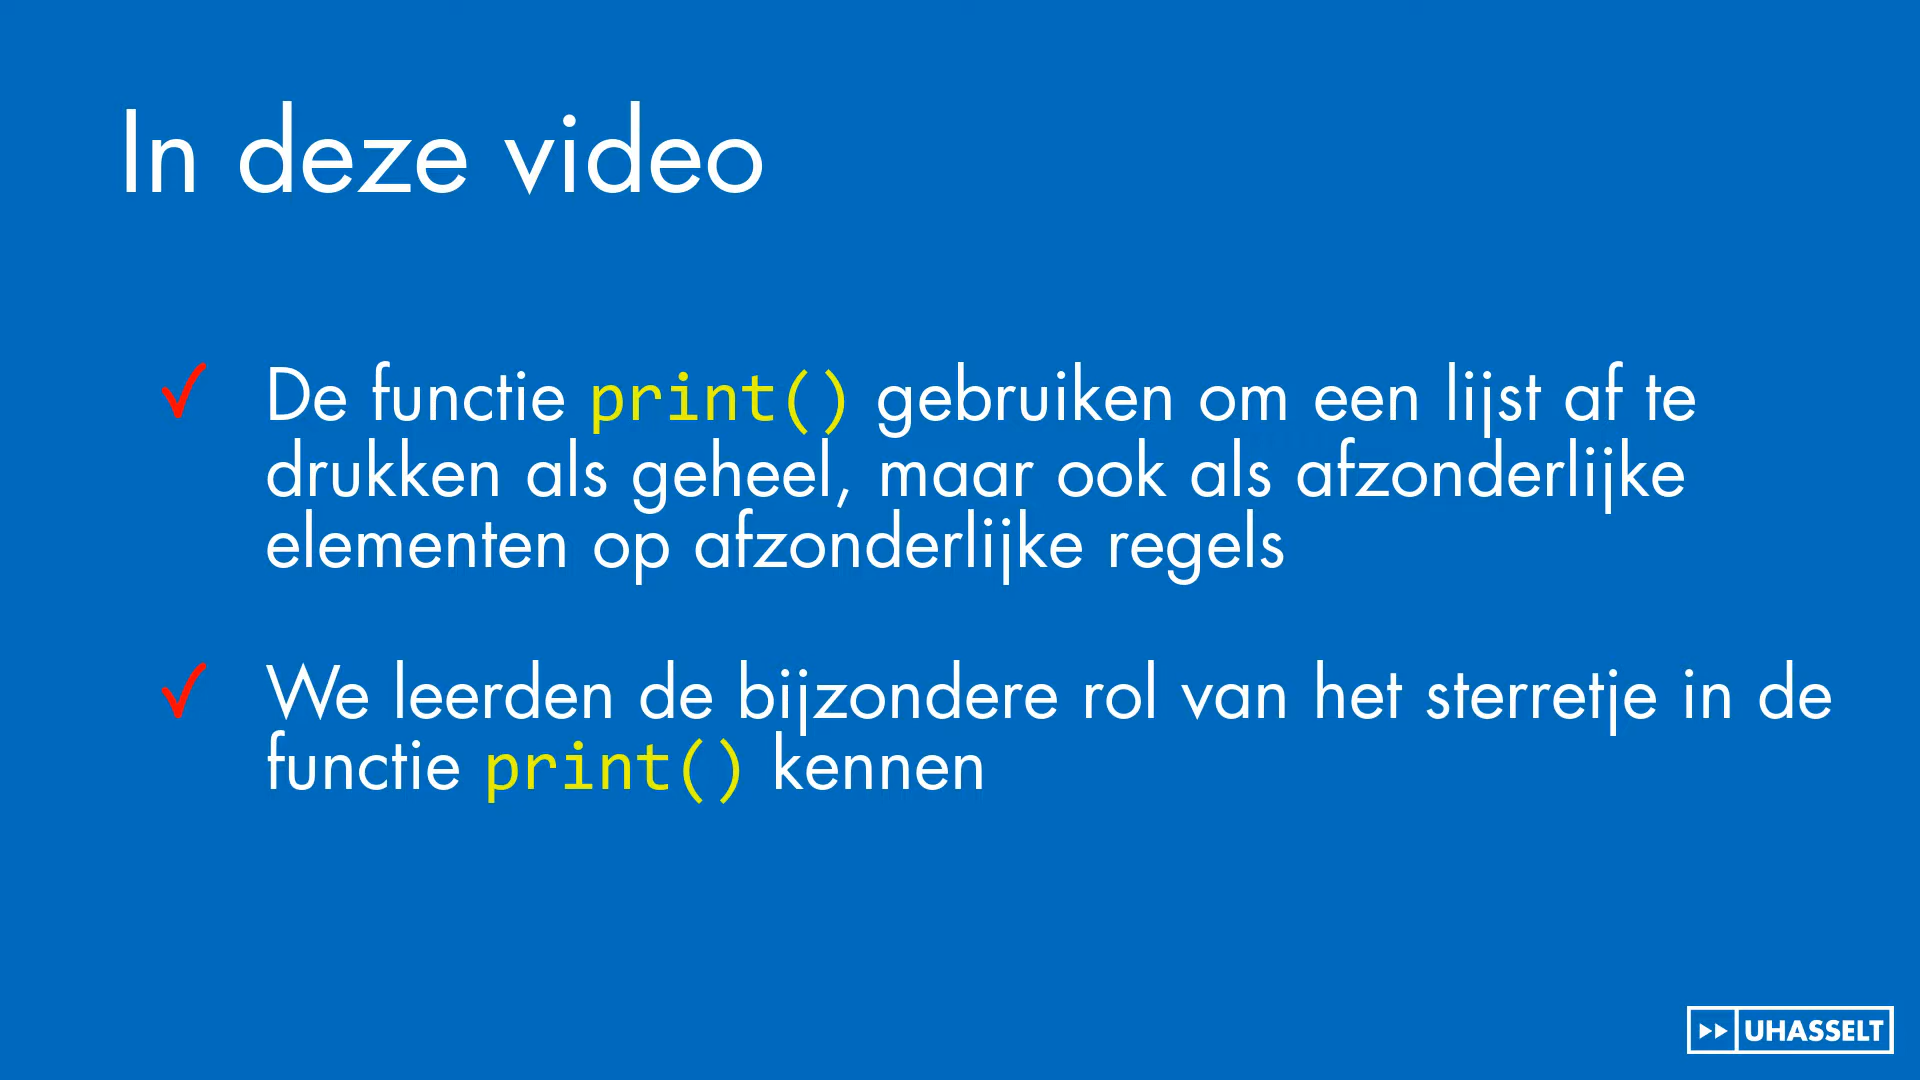 In deze video
✓ De functie print() gebruiken om een lijst af te
drukken als geheel, maar ook als afzonderlijke
elementen op afzonderlijke regels
✓ We leerden de bijzondere rol van het sterretje in de
functie print() kennen
UHASSELT